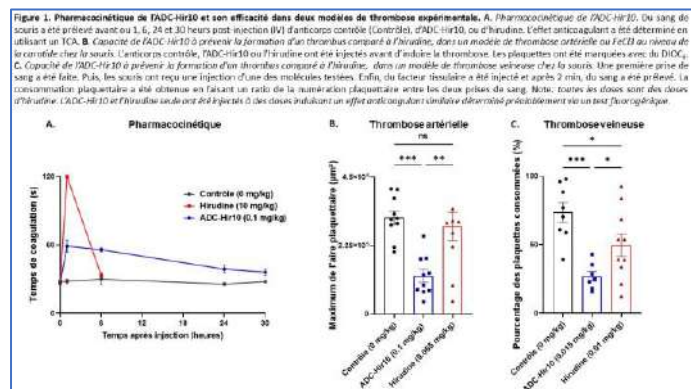 Figure 1. Pharmacocinétique de l'ADC-Hir10 et son efficacité dans deux modèles de thrombose expérimentale. A. Pharmacocinétique de l'ADC-Hir10. Du sang de
souris a été prélevé avant ou 1, 6, 24 et 30 heures post-injection (IV) d'anticorps contrôle (Contrôle), d'ADC-Hir10, ou d'hirudine. L'effet anticoagulant a été déterminé en
utilisant un TCA. B. Capacité de l'ADC-Hir10 à prévenir la formation d'un thrombus comparé à l'hirudine, dans un modèle de thrombose artérielle au FeCl3 au niveau de
la carotide chez la souris. L'anticorps contrôle, l'ADC-Hir10 ou l'hirudine ont été injectés avant d'induire la thrombose. Les plaquettes ont été marquées avec du DIOC6.
C. Capacité de l'ADC-Hir10 à prévenir la formation d'un thrombus comparé à l'hirudine, dans un modèle de thrombose veineuse chez la souris. Une première prise de
sang a été faite. Puis, les souris ont reçu une injection d'une des molécules testées. Enfin, du facteur tissulaire a été injecté et après 2 min, du sang a été prélevé. La
consommation plaquettaire a été obtenue en faisant un ratio de la numération plaquettaire entre les deux prises de sang. Note: toutes les doses sont des doses
d'hirudine. L'ADC-Hir10 et l'hirudine seule ont été injectés à des doses induisant un effet anticoagulant similaire déterminé préalablement via un test fluorogénique.
A. Pharmacocinétique
B. Thrombose artérielle
C. Thrombose veineuse
Temps de coagulation (s)
120
60
0
0 6 12 18 24 30
Temps après injection (heures)
Contrôle (0 mg/kg)
Hirudine (10 mg/kg)
ADC-Hir10 (0.1 mg/kg)
Maximum de l'aire plaquettaire (µm²)
0
ns
*** **
Contrôle (0 mg/kg)
ADC-Hir10 (0.1 mg/kg)
Hirudine (0.065 mg/kg)
Pourcentage des plaquettes consommées (%)
100
50
0
*
*** *
Contrôle (0 mg/kg)
ADC-Hir10 (0.015 mg/kg)
Hirudine (0.01 mg/kg)